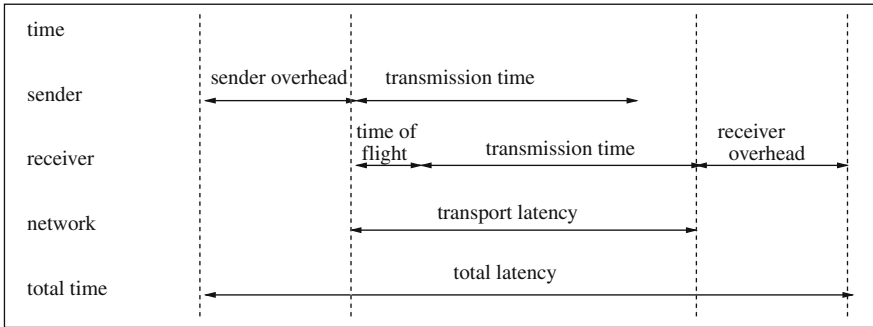 time
sender
sender overhead
transmission time
receiver
time of
flight
transmission time
receiver
overhead
network
transport latency
total time
total latency